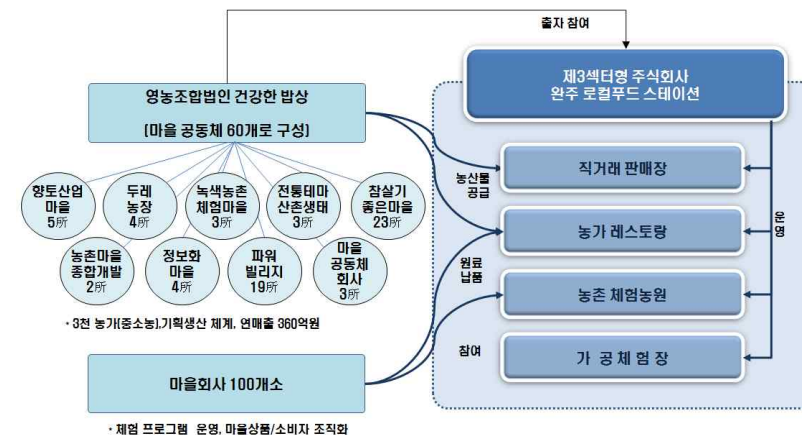 출자 참여
제3섹터형 주식회사
완주 로컬푸드 스테이션
영농조합법인 건강한 밥상
(마을 공동체 60개로 구성)
향토산업
마을
5所
두레
농장
4所
녹색농촌
체험마을
3所
전통테마
산촌생태
3所
참살기
좋은마을
23所
농촌마을
종합개발
2所
정보화
마을
4所
파워
빌리지
19所
마을
공동체
회사
3所
· 3천 농가(중소농),기획생산 체계, 연매출 360억원
마을회사 100개소
· 체험 프로그램 운영, 마을상품/소비자 조직화
농산물
공급
원료
납품
참여
직거래 판매장
농가 레스토랑
농촌 체험농원
가 공 체 험 장
운
영